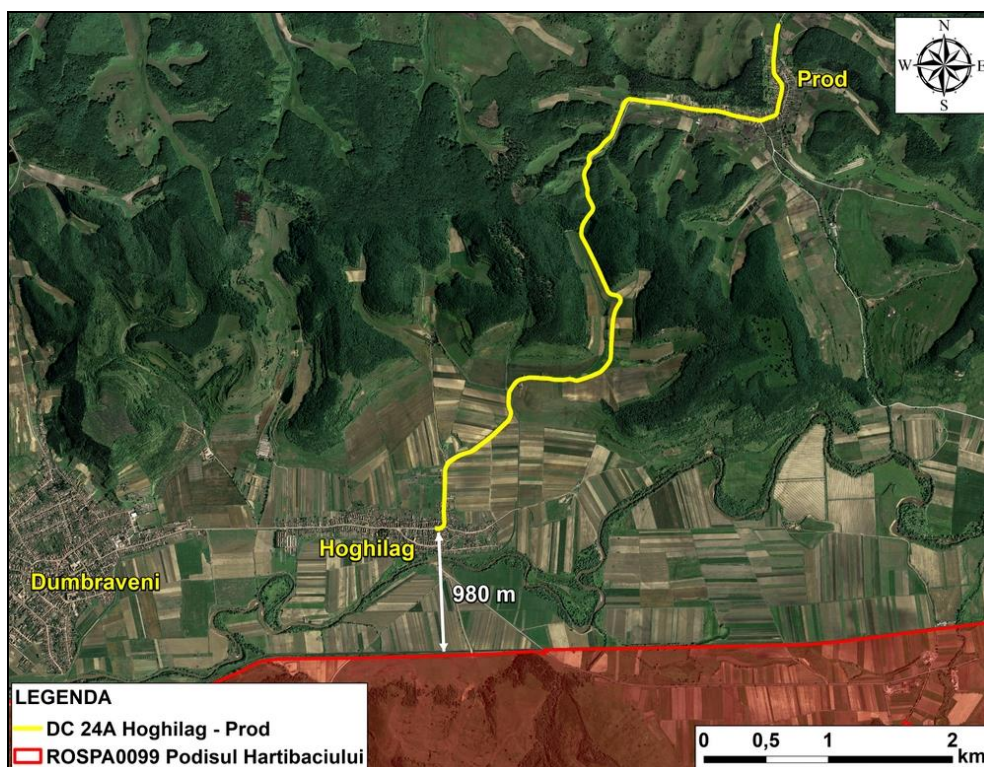 N
W E
S
Prod
Hoghilag
Dumbraveni
980 m
LEGENDA
DC 24A Hoghilag - Prod
ROSPA0099 Podisul Hartibaciului
0 0,5 1 2
km